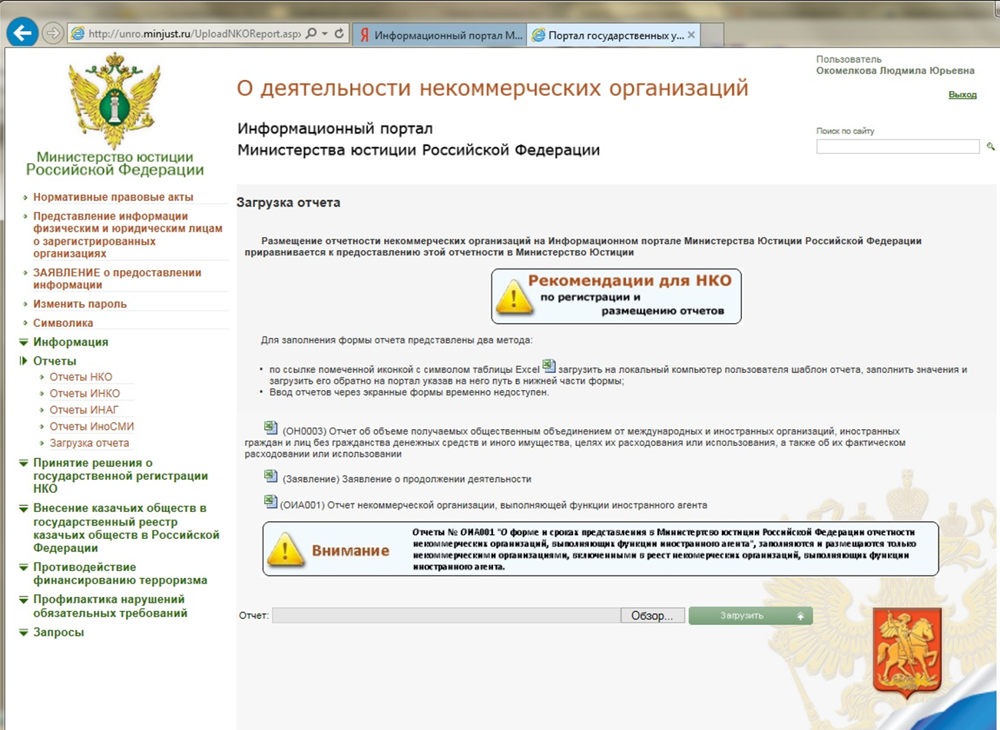 http://unro.minjust.ru/UploadNKOReport.aspx
Информационный портал М...
Портал государственных у...
Пользователь
Окомелкова Людмила Юрьевна
Выход
О деятельности некоммерческих организаций
Информационный портал
Министерства юстиции Российской Федерации
Поиск по сайту
Министерство юстиции
Российской Федерации
Нормативные правовые акты
Представление информации
физическим и юридическим лицам
о зарегистрированных
организациях
ЗАЯВЛЕНИЕ о предоставлении
информации
Изменить пароль
Символика
Информация
Отчеты
Отчеты НКО
Отчеты ИНКО
Отчеты ИНАГ
Отчеты ИноСМИ
Загрузка отчета
Принятие решения о
государственной регистрации
НКО
Внесение казачьих обществ в
государственный реестр
казачьих обществ в Российской
Федерации
Противодействие
финансированию терроризма
Профилактика нарушений
обязательных требований
Запросы
Загрузка отчета
Размещение отчетности некоммерческих организаций на Информационном портале Министерства Юстиции Российской Федерации
приравнивается к предоставлению этой отчетности в Министерство Юстиции
Рекомендации для НКО
по регистрации и
размещению отчетов
Для заполнения формы отчета представлены два метода:
• по ссылке помеченной иконкой с символом таблицы Excel загрузить на локальный компьютер пользователя шаблон отчета, заполнить значения и
загрузить его обратно на портал указав на него путь в нижней части формы;
• Ввод отчетов через экранные формы временно недоступен.
(ОН0003) Отчет об объеме получаемых общественным объединением от международных и иностранных организаций, иностранных
граждан и лиц без гражданства денежных средств и иного имущества, целях их расходования или использования, а также об их фактическом
расходовании или использовании
(Заявление) Заявление о продолжении деятельности
(ОИА001) Отчет некоммерческой организации, выполняющей функции иностранного агента
Внимание
Отчеты № ОИА001 "О форме и сроках представления в Министертсво юстиции Российской Федерации отчетности
некоммерческих организаций, выполняющих функции иностранного агента", заполняются и размещаются только
некоммерческими организациями, включенными в реест некомерческих организаций, выполняющих функции
иностранного агента.
Отчет:
Обзор...
Загрузить